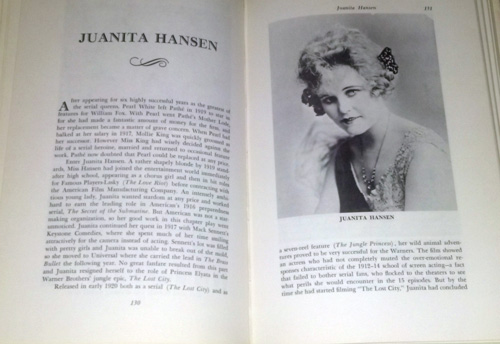 JUANITA HANSEN
After appearing for six highly successful years as the greatest of
the serial queens, Pearl White left Pathé in 1919 to star in
features for William Fox. With Pearl went Pathé's Mother Lode,
for she had made a fantastic amount of money for the firm, and
her replacement became a matter of grave concern. When Pearl had
balked at her salary in 1917, Mollie King was quickly groomed as
her successor. However Miss King had wisely decided against the
life of a serial heroine, married and returned to occasional feature
work. Pathé now doubted that Pearl could be replaced at any price.
Enter Juanita Hansen. A rather shapely blonde by 1915 standards,
Miss Hansen had joined the entertainment world immediately
after high school, appearing as a chorus girl and then in bit roles
for Famous Players-Lasky (The Love Rout) before contracting with
the American Film Manufacturing Company. An intensely ambitious
young lady, Juanita wanted stardom at any price and worked
hard to earn the leading role in American's 1916 preparedness
serial, The Secret of the Submarine. But American was not a star-
making organization, so her good work in this chapter play went
unnoticed. Juanita continued her quest in 1917 with Mack Sennett's
Keystone Comedies, where she spent much of her time smiling
attractively for the camera instead of acting. Sennett's lot was filled
with pretty girls and Juanita was unable to break out of the mold,
so she moved to Universal where she carried the lead in The Brass
Bullet the following year. No great fanfare resulted from this part
and Juanita resigned herself to the role of Princess Elyata in the
Warner Brothers' jungle epic, The Lost City.
Released in early 1920 both as a serial (The Lost City) and as
130
Juanita Hansen
131
JUANITA HANSEN
a seven-reel feature (The Jungle Princess), her wild animal adven-
tures proved to be very successful for the Warners. The film showed
an actress who had not completely muted the over-emotional re-
sponses characteristic of the 1912–14 school of screen acting—a fact
that failed to bother serial fans, who flocked to the theaters to see
what perils she would encounter in the 15 episodes. But by the
time she had started filming "The Lost City," Juanita had concluded